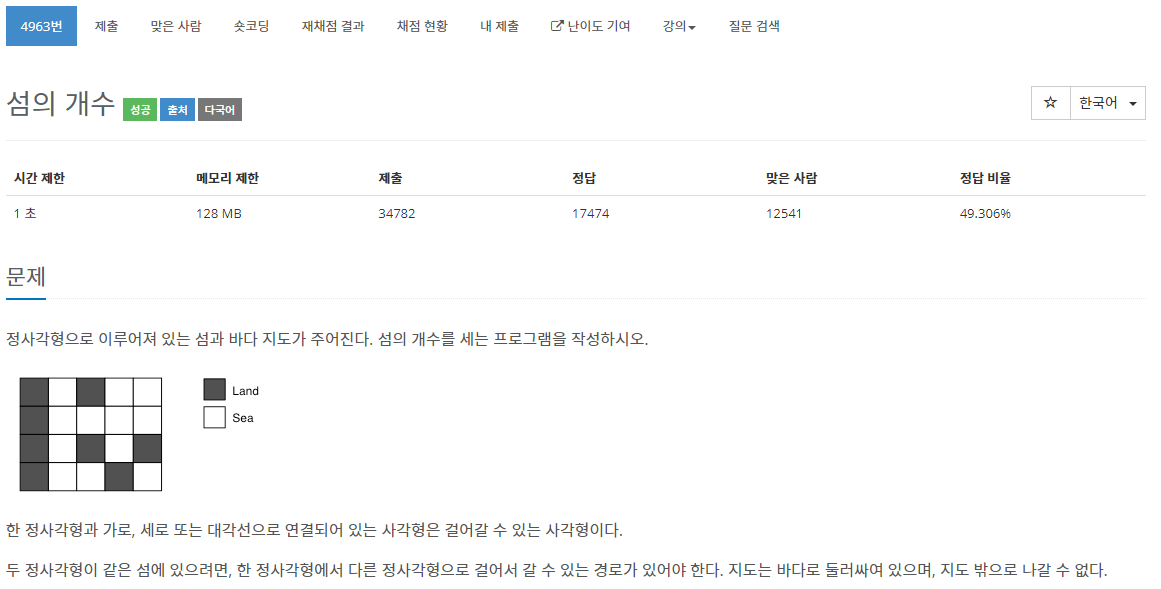 4963번 제출 맞은 사람 숏코딩 재채점 결과 채점 현황 내 제출 난이도 기여 강의 질문 검색
섬의 개수 성공 출처 다국어 ☆ 한국어
시간 제한 메모리 제한 제출 정답 맞은 사람 정답 비율
1 초 128 MB 34782 17474 12541 49.306%
문제
정사각형으로 이루어져 있는 섬과 바다 지도가 주어진다. 섬의 개수를 세는 프로그램을 작성하시오.
Land
Sea
한 정사각형과 가로, 세로 또는 대각선으로 연결되어 있는 사각형은 걸어갈 수 있는 사각형이다.
두 정사각형이 같은 섬에 있으려면, 한 정사각형에서 다른 정사각형으로 걸어서 갈 수 있는 경로가 있어야 한다. 지도는 바다로 둘러싸여 있으며, 지도 밖으로 나갈 수 없다.